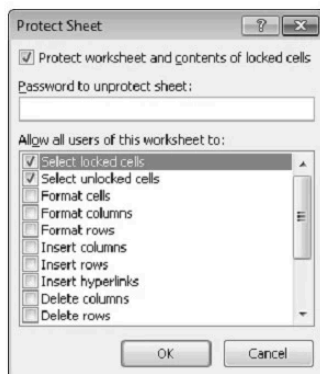 Protect Sheet
Protect worksheet and contents of locked cells
Password to unprotect sheet:
Allow all users of this worksheet to:
Select locked cells
Select unlocked cells
Format cells
Format columns
Format rows
Insert columns
Insert rows
Insert hyperlinks
Delete columns
Delete rows
OK Cancel